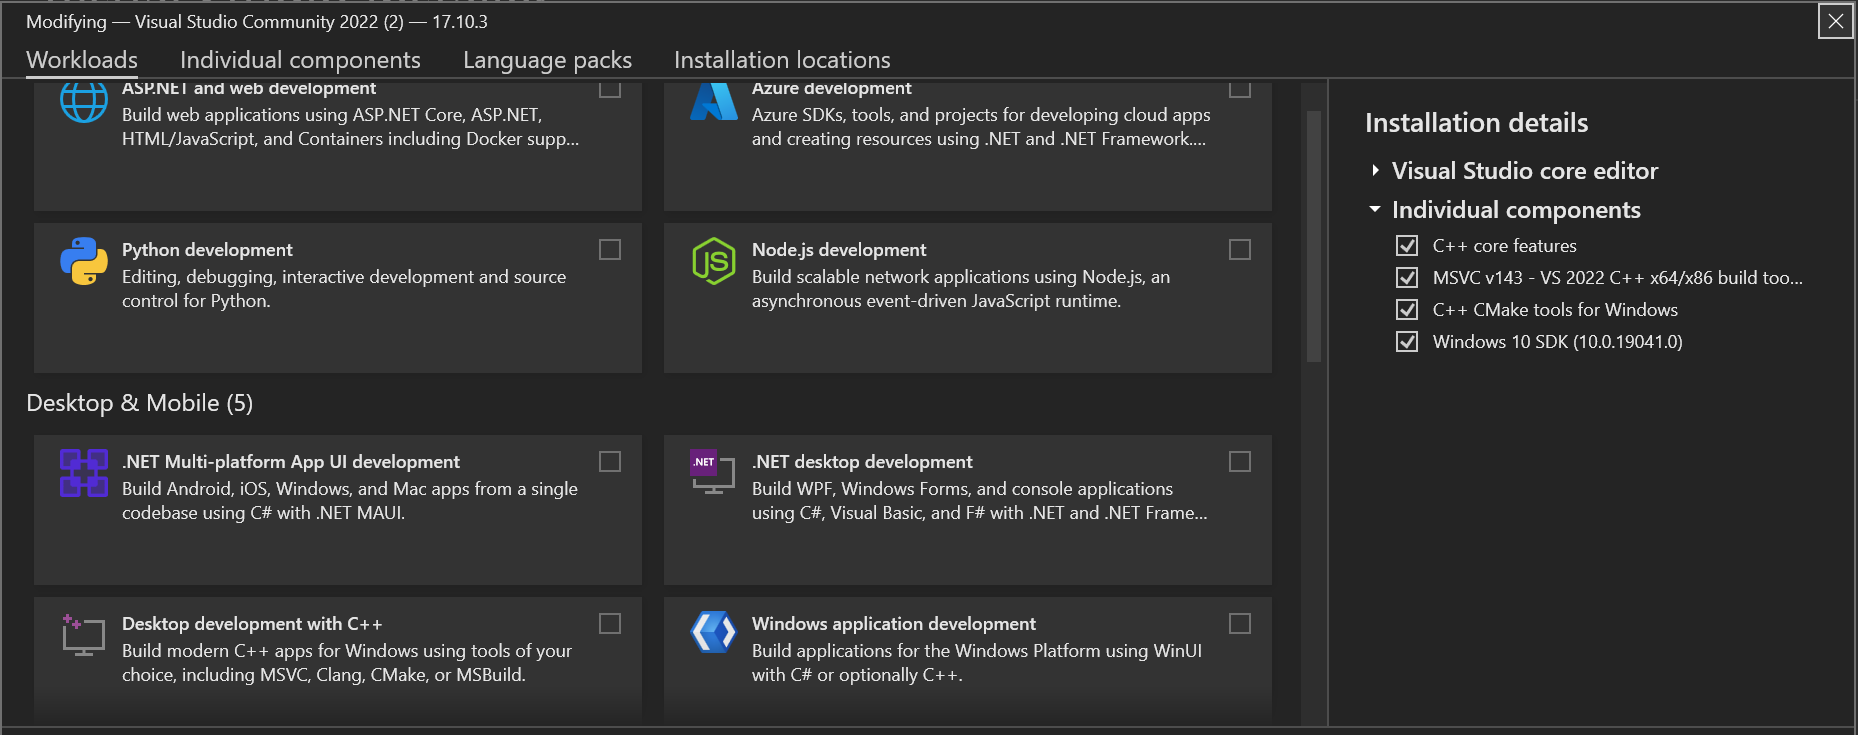 Modifying — Visual Studio Community 2022 (2) — 17.10.3
Workloads
Individual components
Language packs
Installation locations
ASP.NET and web development
Build web applications using ASP.NET Core, ASP.NET,
HTML/JavaScript, and Containers including Docker supp...
Azure development
Azure SDKs, tools, and projects for developing cloud apps
and creating resources using .NET and .NET Framework....
Python development
Editing, debugging, interactive development and source
control for Python.
JS
Node.js development
Build scalable network applications using Node.js, an
asynchronous event-driven JavaScript runtime.
Desktop & Mobile (5)
.NET Multi-platform App UI development
Build Android, iOS, Windows, and Mac apps from a single
codebase using C# with .NET MAUI.
.NET
.NET desktop development
Build WPF, Windows Forms, and console applications
using C#, Visual Basic, and F# with .NET and .NET Frame...
Desktop development with C++
Build modern C++ apps for Windows using tools of your
choice, including MSVC, Clang, CMake, or MSBuild.
Windows application development
Build applications for the Windows Platform using WinUI
with C# or optionally C++.
Installation details
Visual Studio core editor
Individual components
C++ core features
MSVC v143 - VS 2022 C++ x64/x86 build too...
C++ CMake tools for Windows
Windows 10 SDK (10.0.19041.0)